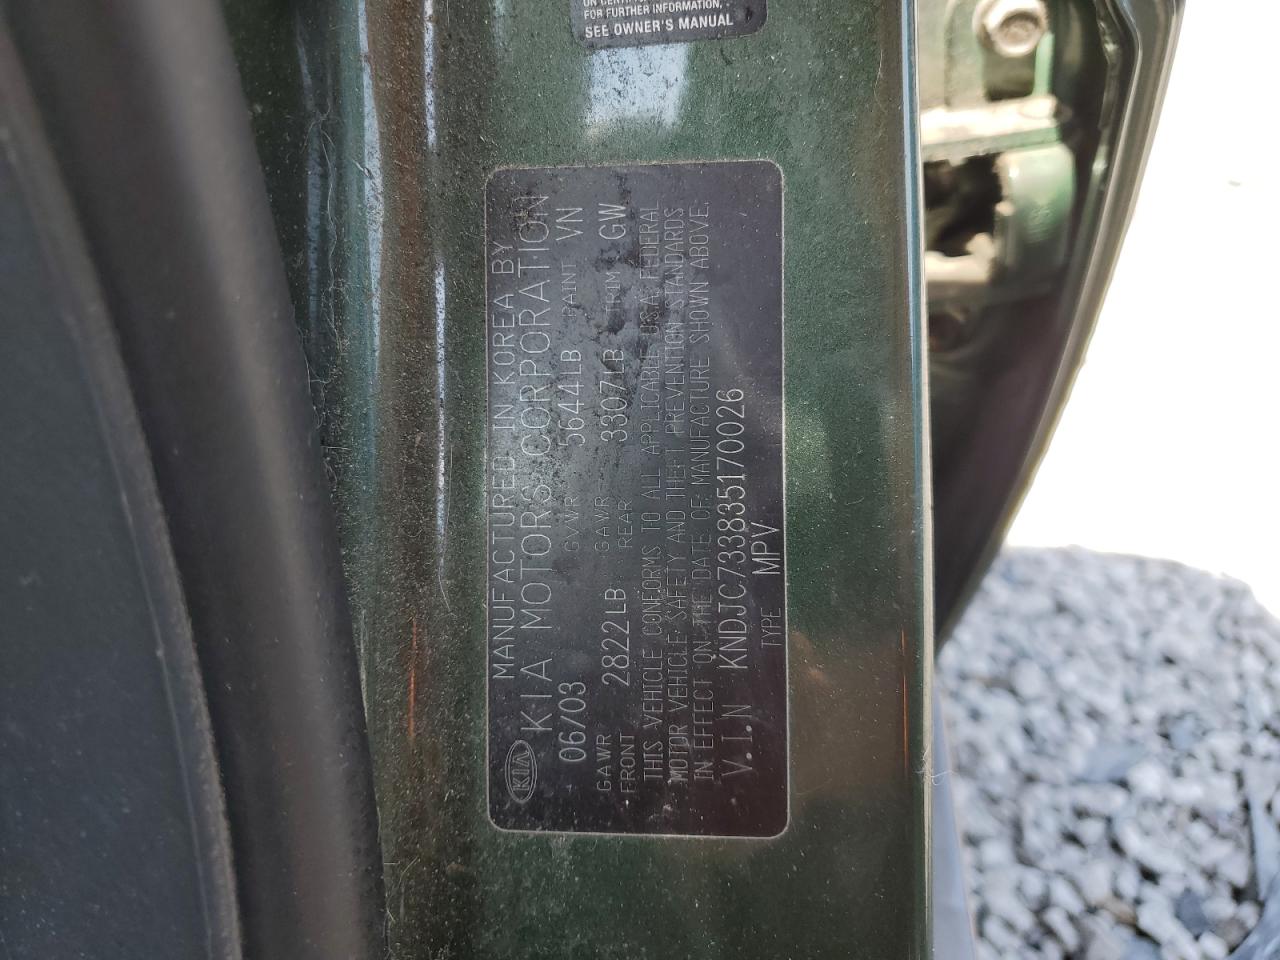 FOR FURTHER INFORMATION,
SEE OWNER'S MANUAL
KIA
MANUFACTURED IN KOREA BY
KIA MOTORS CORPORATION
06/03 GVWR 5644LB PAINT VN
GAWR FRONT 2822LB GAWR REAR 3307LB TRIM GW
THIS VEHICLE CONFORMS TO ALL APPLICABLE U.S.A. FEDERAL
MOTOR VEHICLE SAFETY AND THEFT PREVENTION STANDARDS
IN EFFECT ON THE DATE OF MANUFACTURE SHOWN ABOVE.
V.I.N KNDJC733835170026
TYPE MPV